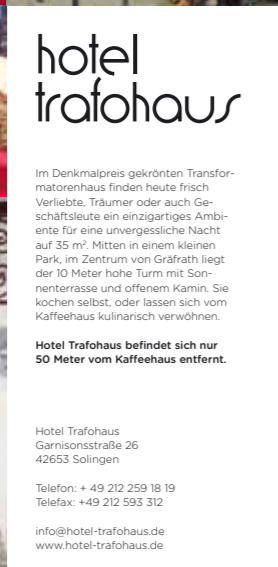 hotel
trafohaus
Im Denkmalpreis gekrönten Transfor-
matorenhaus finden heute frisch
Verliebte, Träumer oder auch Ge-
schäftsleute ein einzigartiges Ambi-
ente für eine unvergessliche Nacht
auf 35 m². Mitten in einem kleinen
Park, im Zentrum von Gräfrath liegt
der 10 Meter hohe Turm mit Son-
nenterrasse und offenem Kamin. Sie
kochen selbst, oder lassen sich vom
Kaffeehaus kulinarisch verwöhnen.
Hotel Trafohaus befindet sich nur
50 Meter vom Kaffeehaus entfernt.
Hotel Trafohaus
Garnisonsstraße 26
42653 Solingen
Telefon: + 49 212 259 18 19
Telefax: +49 212 593 312
info@hotel-trafohaus.de
www.hotel-trafohaus.de